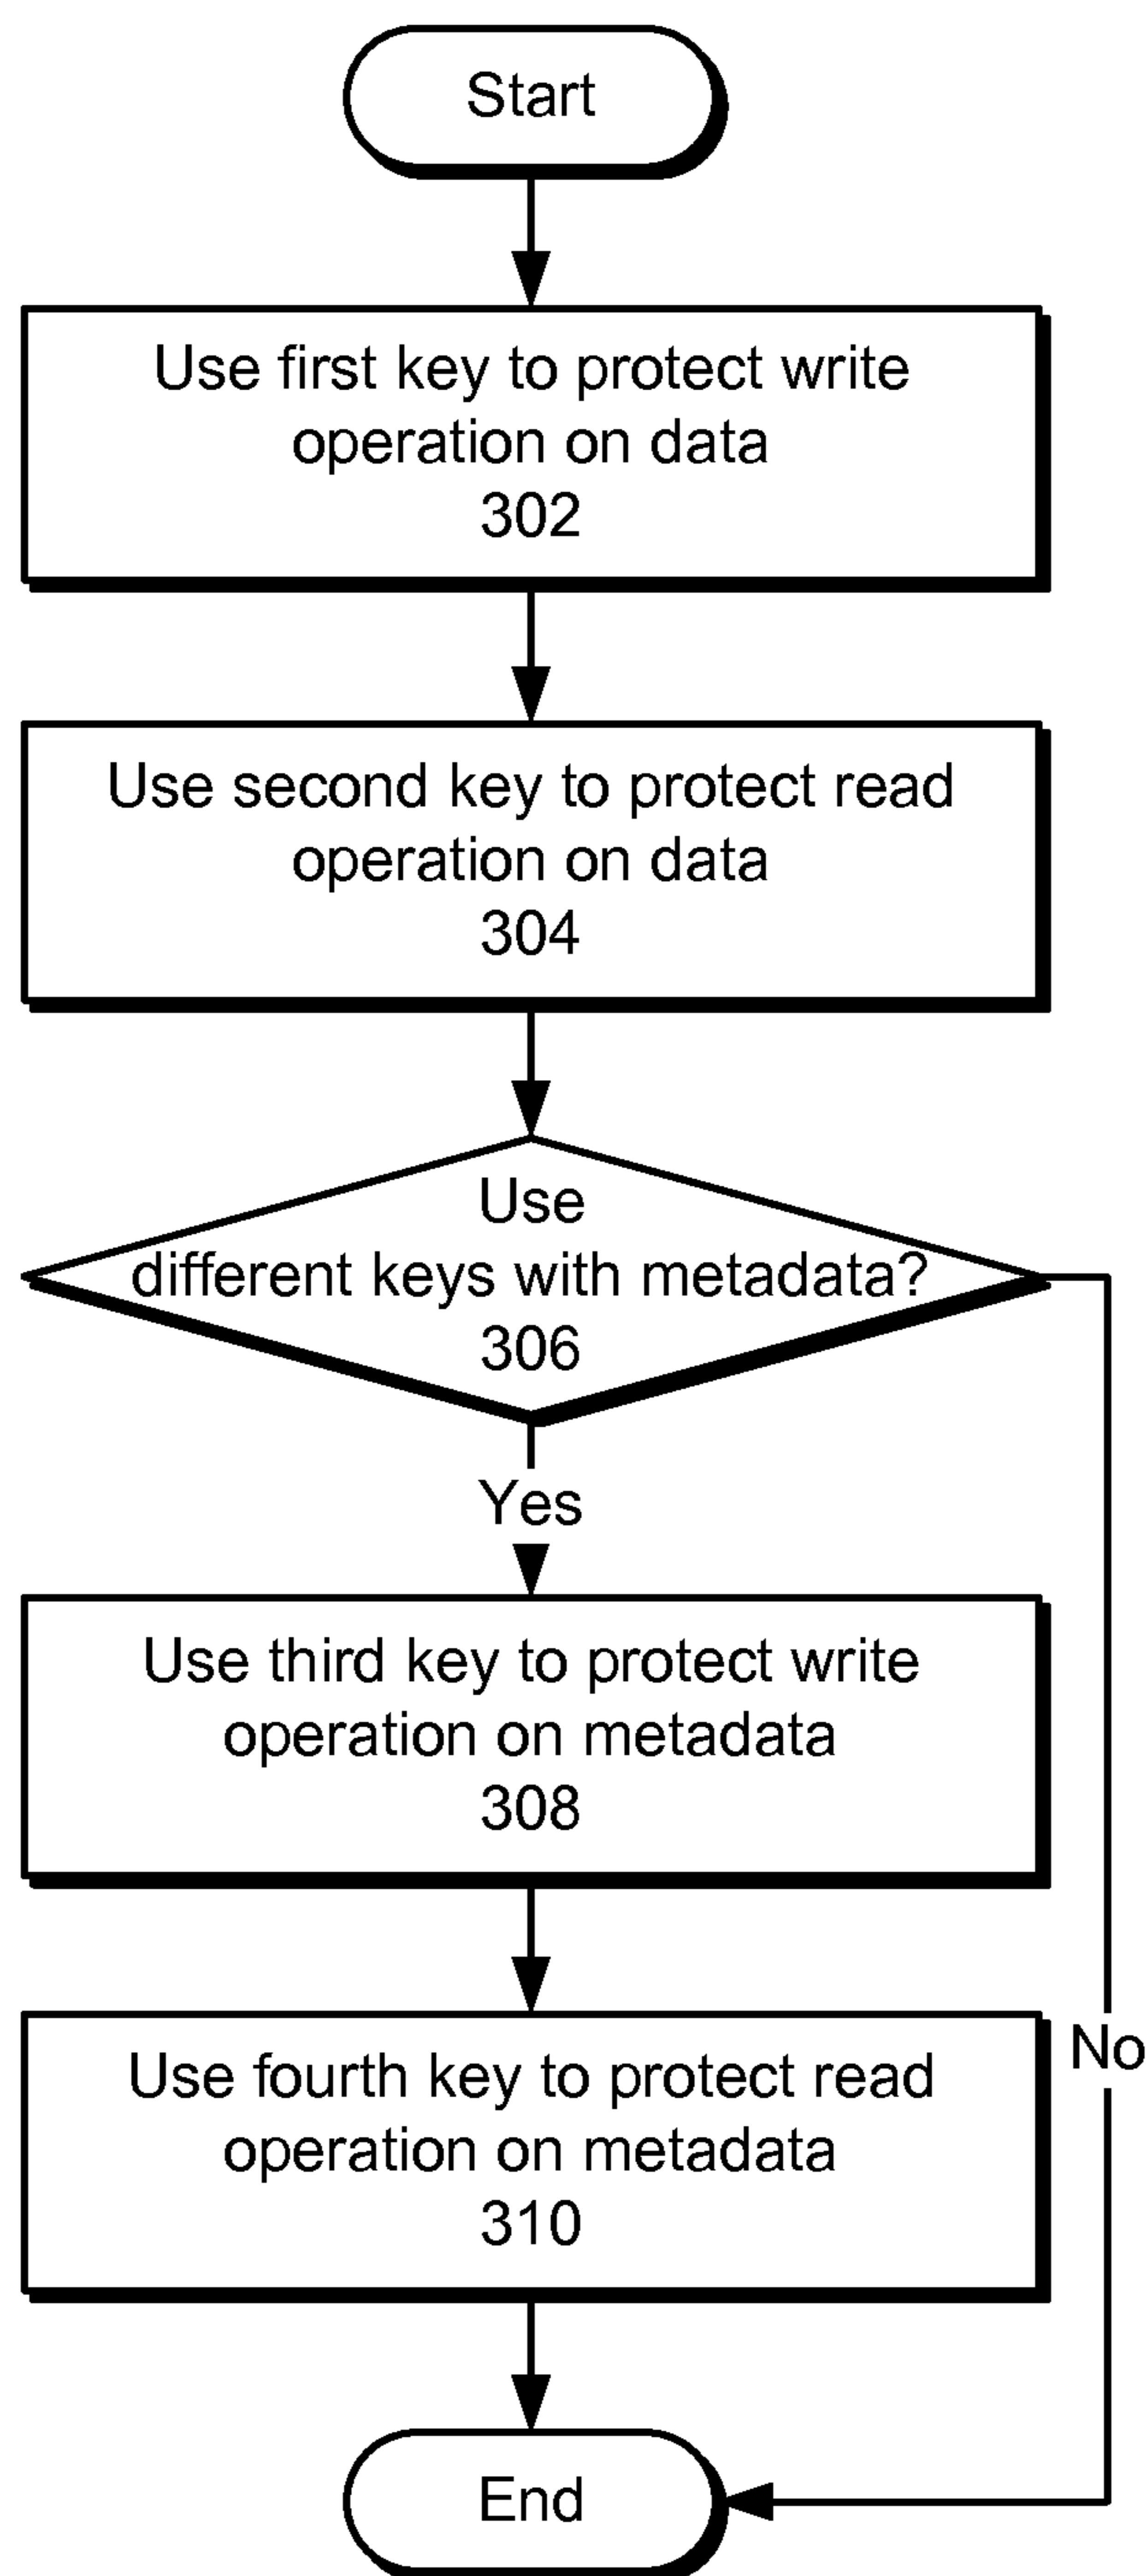 Start
Use first key to protect write
operation on data
302
Use second key to protect read
operation on data
304
Use
different keys with metadata?
306
Yes
Use third key to protect write
operation on metadata
308
Use fourth key to protect read
operation on metadata
310
No
End